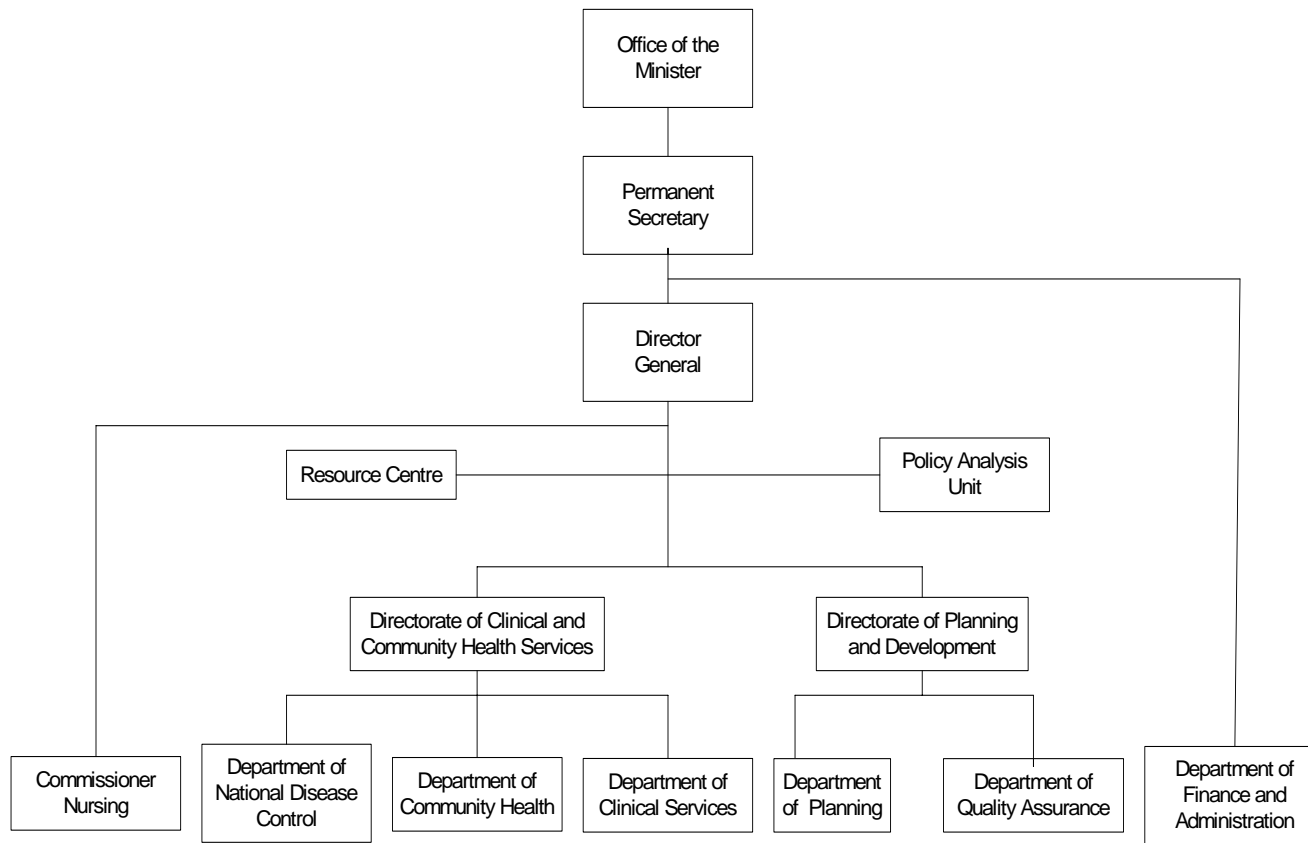 Office of the
Minister
Permanent
Secretary
Director
General
Resource Centre
Policy Analysis
Unit
Directorate of Clinical and
Community Health Services
Directorate of Planning
and Development
Commissioner
Nursing
Department of
National Disease
Control
Department of
Community Health
Department of
Clinical Services
Department
of Planning
Department of
Quality Assurance
Department of
Finance and
Administration